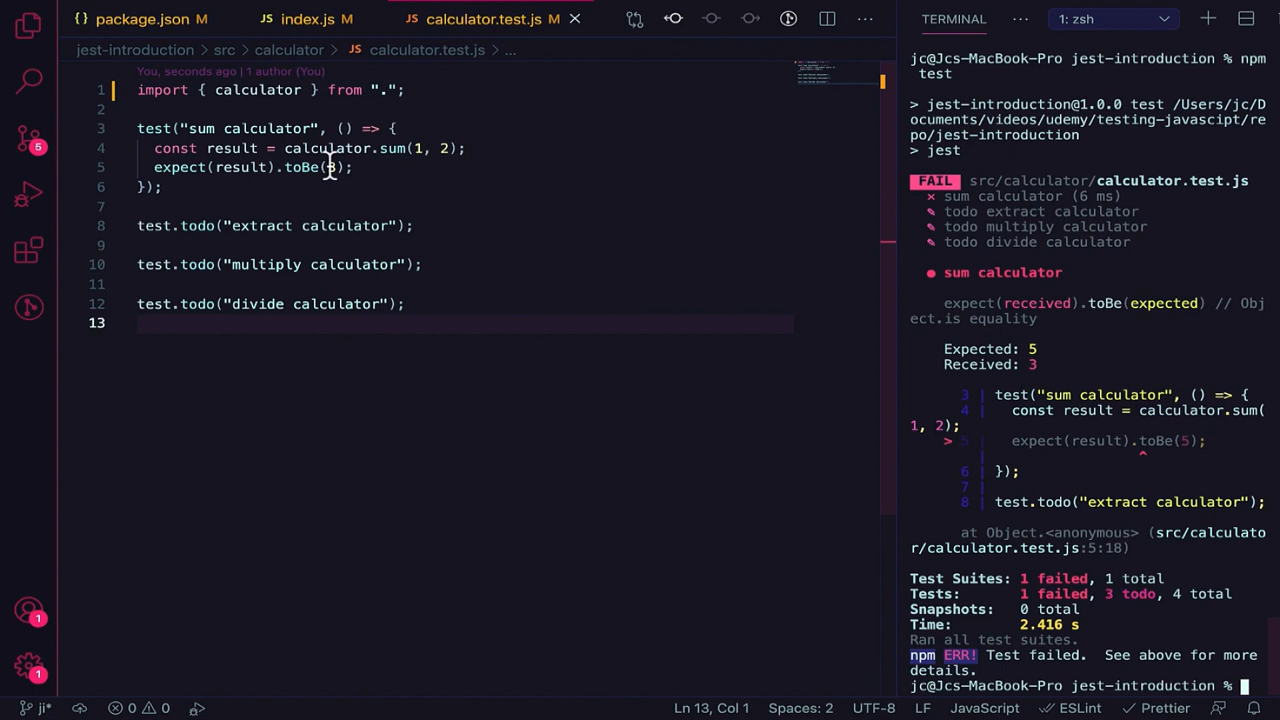 {} package.json M
JS index.js M
JS calculator.test.js M
jest-introduction > src > calculator > JS calculator.test.js > ...
You, seconds ago | 1 author (You)
1 import { calculator } from ".";
2
3 test("sum calculator", () => {
4 const result = calculator.sum(1, 2);
5 expect(result).toBe(3);
6 });
7
8 test.todo("extract calculator");
9
10 test.todo("multiply calculator");
11
12 test.todo("divide calculator");
13
5
1
1
TERMINAL ... 1: zsh
jc@Jcs-MacBook-Pro jest-introduction % npm
test
> jest-introduction@1.0.0 test /Users/jc/D
ocuments/videos/udemy/testing-javascipt/re
po/jest-introduction
> jest
FAIL src/calculator/calculator.test.js
✕ sum calculator (6 ms)
✎ todo extract calculator
✎ todo multiply calculator
✎ todo divide calculator
● sum calculator
expect(received).toBe(expected) // Obj
ect.is equality
Expected: 5
Received: 3
3 | test("sum calculator", () => {
4 | const result = calculator.sum(
1, 2);
> 5 | expect(result).toBe(5);
| ^
6 | });
7 |
8 | test.todo("extract calculator");
at Object.<anonymous> (src/calculato
r/calculator.test.js:5:18)
Test Suites: 1 failed, 1 total
Tests: 1 failed, 3 todo, 4 total
Snapshots: 0 total
Time: 2.416 s
Ran all test suites.
npm ERR! Test failed. See above for more
details.
jc@Jcs-MacBook-Pro jest-introduction %
ji* 0 0 Ln 13, Col 1 Spaces: 2 UTF-8 LF JavaScript ESLint Prettier